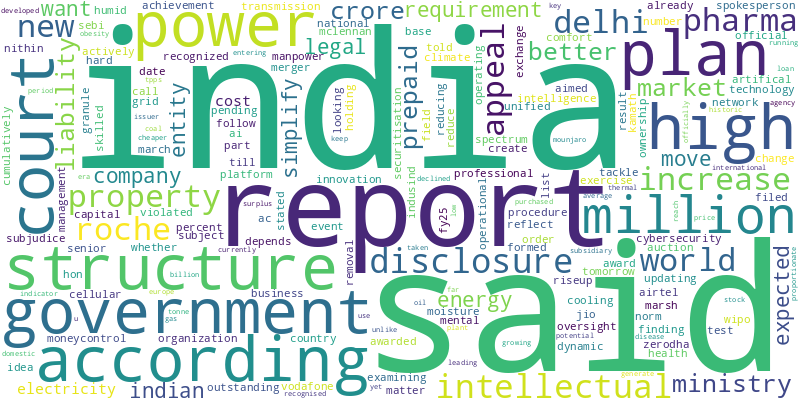 developed
obesity
humid
sebi
nithin
want
achievement
transmission
actively
recognized
manpower
merger
new
power
crore
national
mclennan
legal
requirement
base
told
climate
delhi
already
spokesperson
number
official
key
entering
running
pharma
loan
plan
comfort
better
artifical
technology
market
network
hard
date
call
grid
tpps
period
issuer
coal
cheaper
march
skilled
granule
liability
court
cumulatively
india
cost
pending
follow
ai
part
till
platform
simplify
entity
looking
holding
keep
prepaid
field
reducing
reduce
operating
appeal
exchange
unified
intelligence
spectrum
create
aimed
result
ownership
kamath
officially
historic
agency
high
mounjaro
international
thermal
change
move
tackle
exercise
list
average
filed
increase
company
innovation
securitisation
indusind
declined
professional
fy25
low
purchased
procedure
reflect
operational
report
property
era
management
capital
violated
stated
percent
ac
event
surplus
currently
subjudice
senior
whether
subject
depends
roche
million
reach
price
proportionate
structure
hon
cellular
billion
business
europe
indicator
removal
order
formed
taken
subsidiary
disclosure
world
cybersecurity
auction
tomorrow
updating
award
riseup
expected
government
tonne
gas
u
use
oil
far
moisture
energy
mental
cooling
jio
airtel
marsh
norm
stock
moneycontrol
organization
country
unlike
awarded
plant
said
oversight
dynamic
potential
disease
finding
zerodha
test
wipo
health
according
domestic
idea
electricity
indian
outstanding
vodafone
recognised
examining
matter
yet
leading
growing
intellectual
generate
ministry